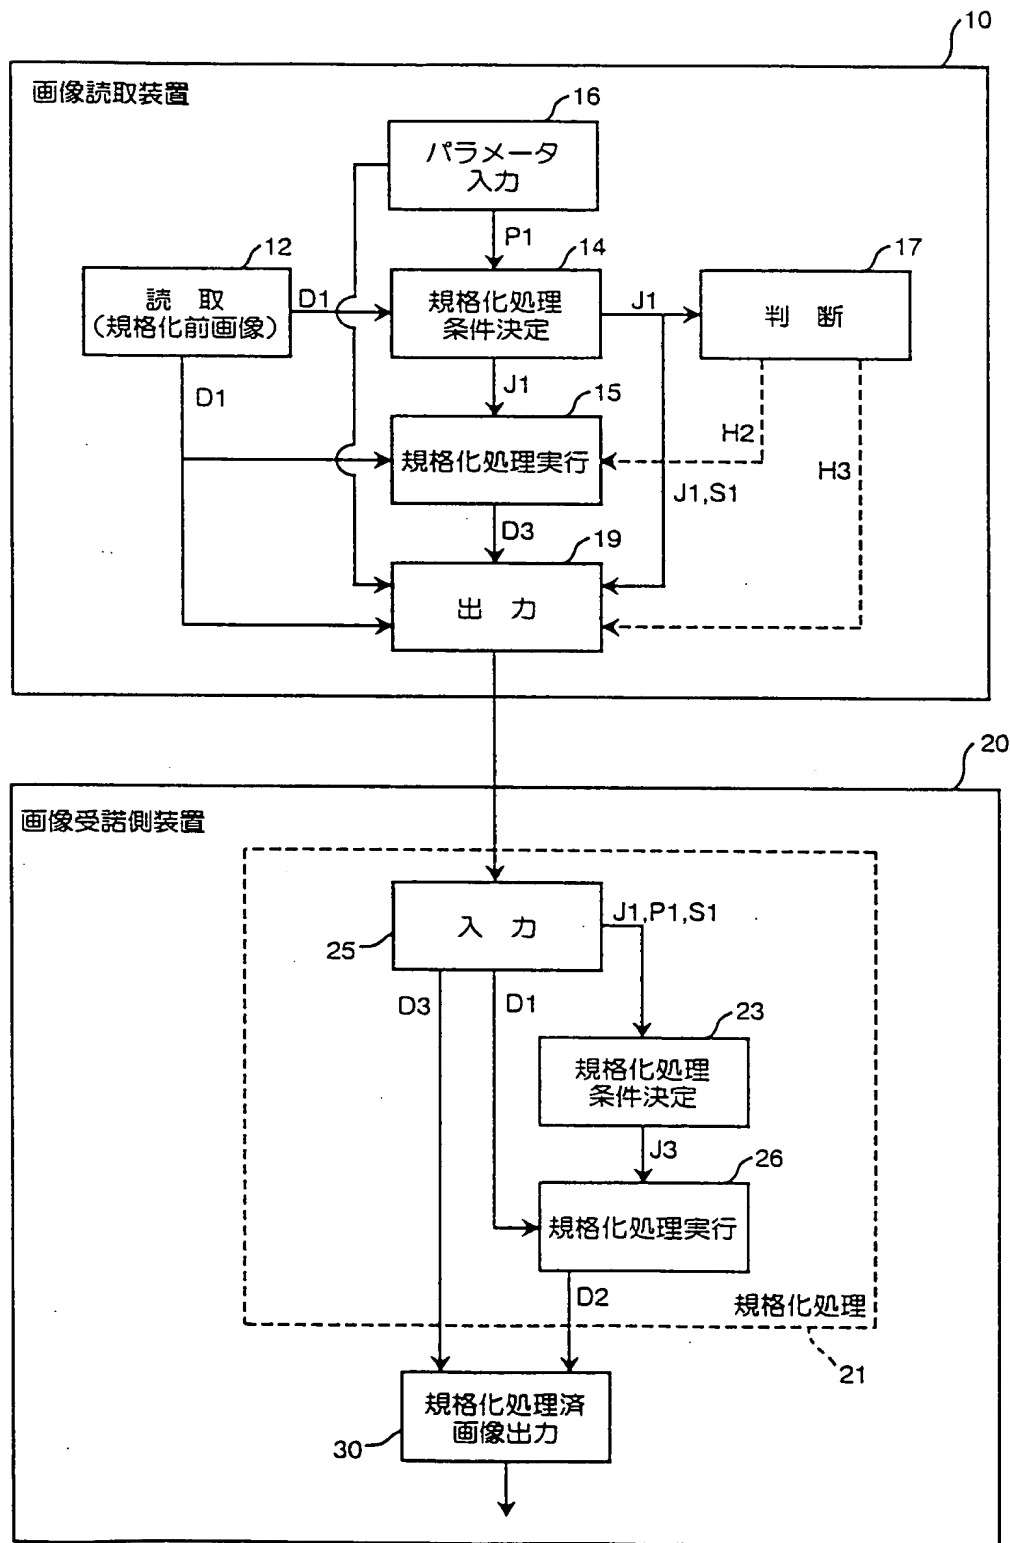 10
画像読取装置
16
パラメータ
入力
P1
12
読 取
(規格化前画像)
D1
14
規格化処理
条件決定
J1
17
判 断
D1
J1
15
規格化処理実行
H2
H3
J1,S1
D3
19
出 力
20
画像受諾側装置
入 力
25
J1,P1,S1
D3
D1
23
規格化処理
条件決定
J3
26
規格化処理実行
D2
規格化処理
21
規格化処理済
画像出力
30